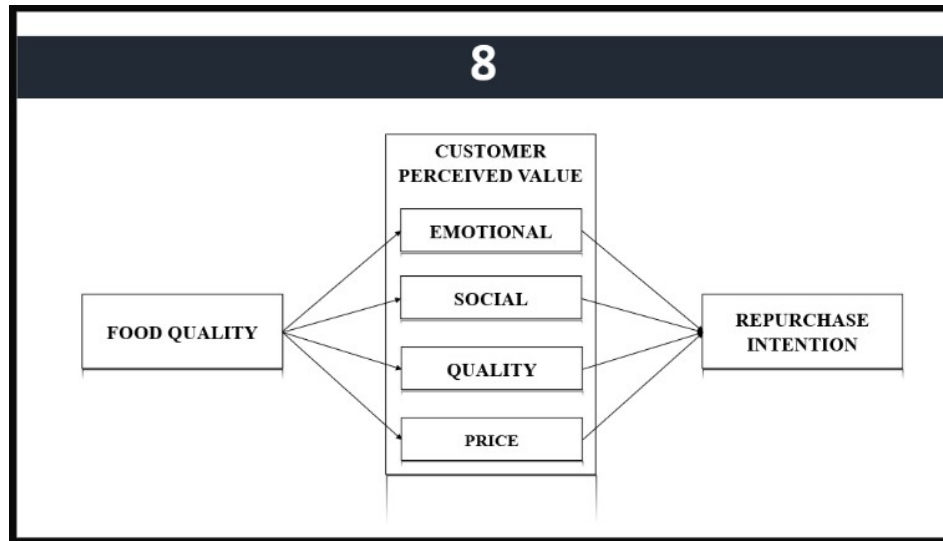 8
CUSTOMER
PERCEIVED VALUE
EMOTIONAL
SOCIAL
FOOD QUALITY
REPURCHASE
INTENTION
QUALITY
PRICE